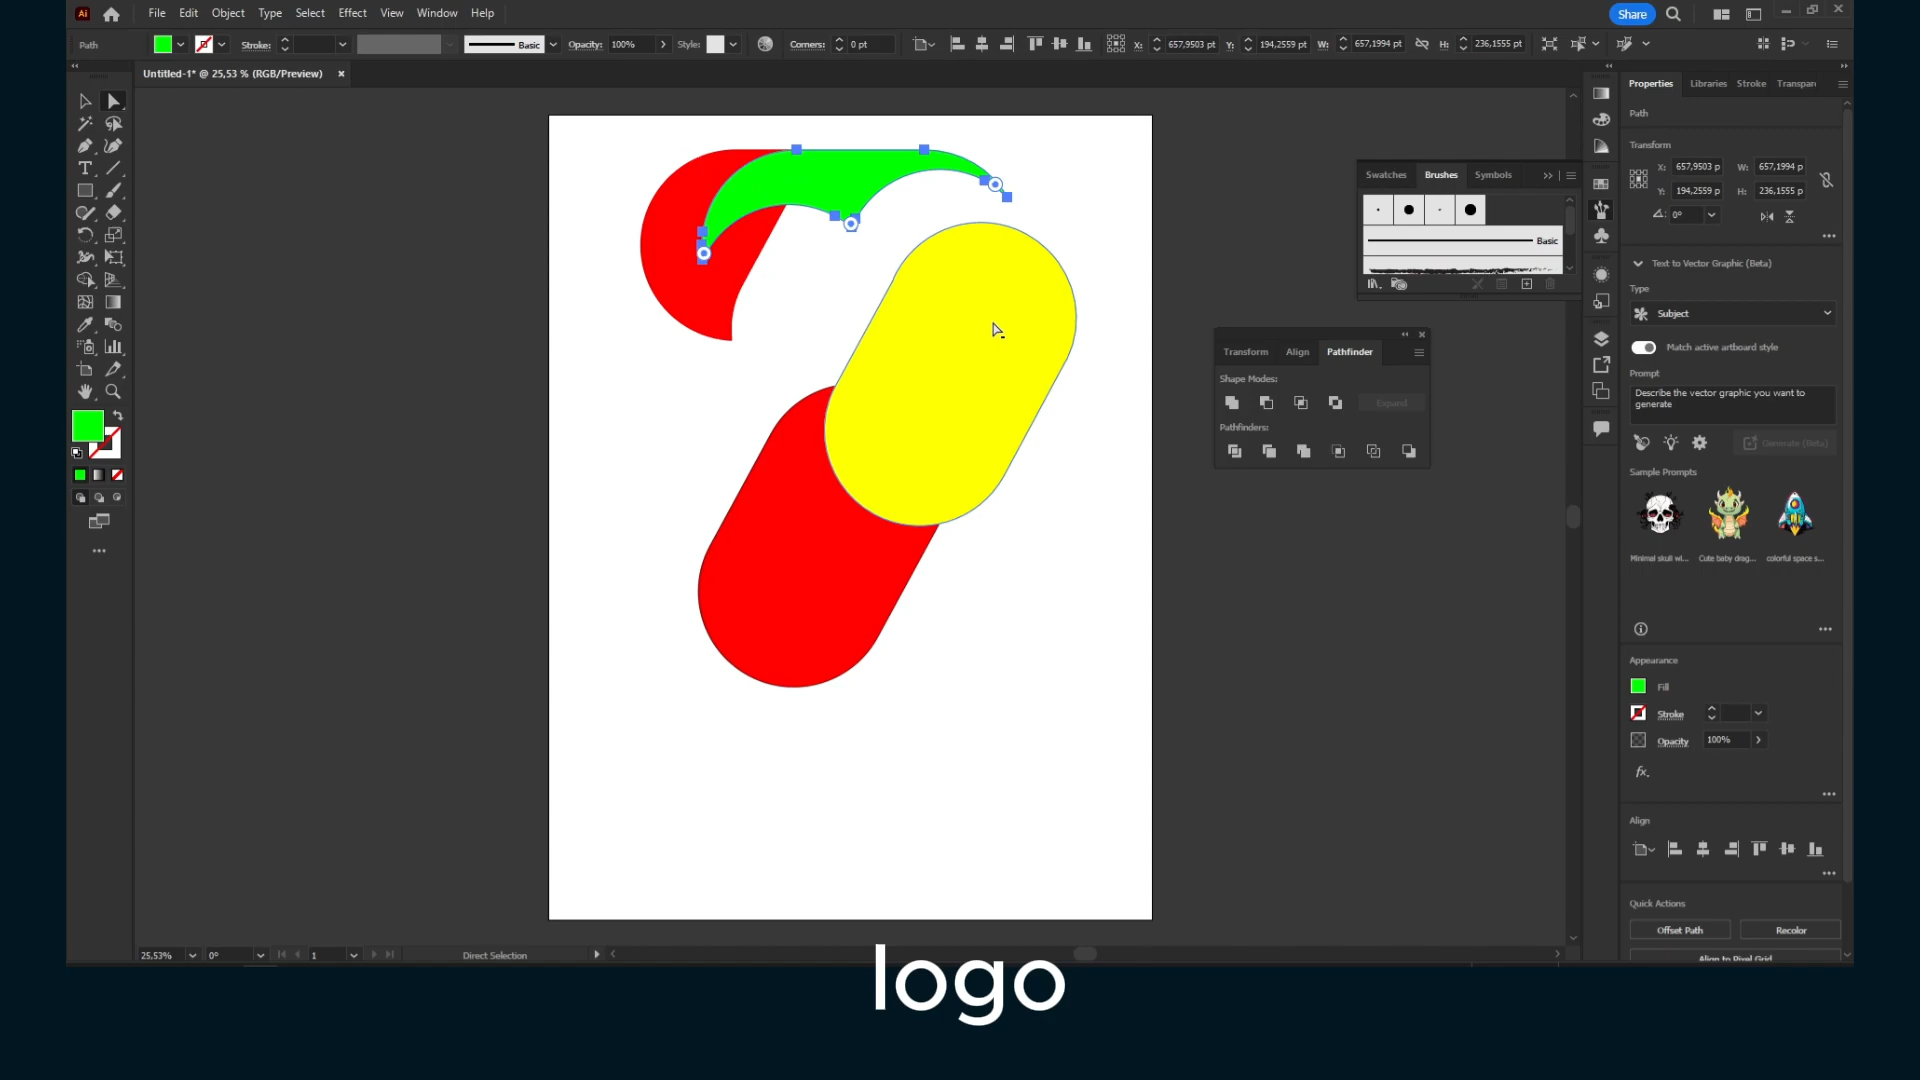 Ai File Edit Object Type Select Effect View Window Help Share
Path Stroke: Basic Opacity: 100% Style: Corners: 0 pt X: 657,9503 pt Y: 194,2559 pt W: 657,1994 pt H: 236,1555 pt
Untitled-1* @ 25,53 % (RGB/Preview) ×
Properties Libraries Stroke Transpar
Path
Transform
X: 657,9503 p W: 657,1994 p
Y: 194,2559 p H: 236,1555 p
0°
Swatches Brushes Symbols
Basic
Text to Vector Graphic (Beta)
Type
Subject
Match active artboard style
Prompt
Describe the vector graphic you want to
generate
Generate (Beta)
Sample Prompts
Minimal skull wi... Cute baby drag... colorful space s...
Transform Align Pathfinder
Shape Modes:
Expand
Pathfinders:
Appearance
Fill
Stroke
Opacity 100%
fx.
Align
Quick Actions
Offset Path Recolor
Align to Pixel Grid
25,53% 0° 1 Direct Selection
logo